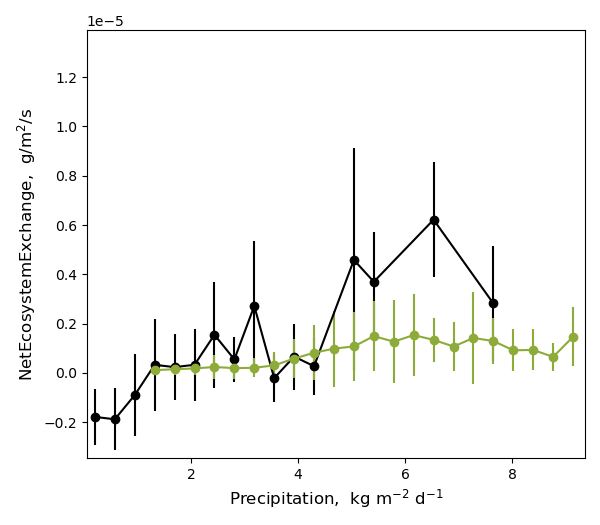 1e−5
1.2
1.0
0.8
0.6
0.4
0.2
0.0
−0.2
NetEcosystemExchange, g/m²/s
2 4 6 8
Precipitation, kg m⁻² d⁻¹